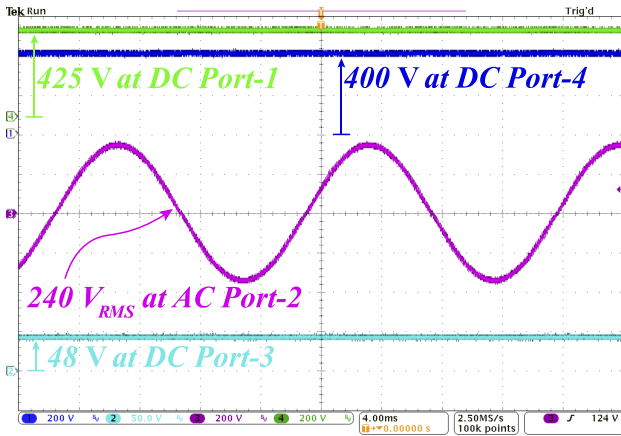 Tek Run Trig'd
T
T
425 V at DC Port-1
400 V at DC Port-4
4
1
3
240 VRMS at AC Port-2
48 V at DC Port-3
2
1 200 V 2 50.0 V 3 200 V 4 200 V
4.00ms 2.50MS/s 3 124 V
T→▼0.00000 s 100k points